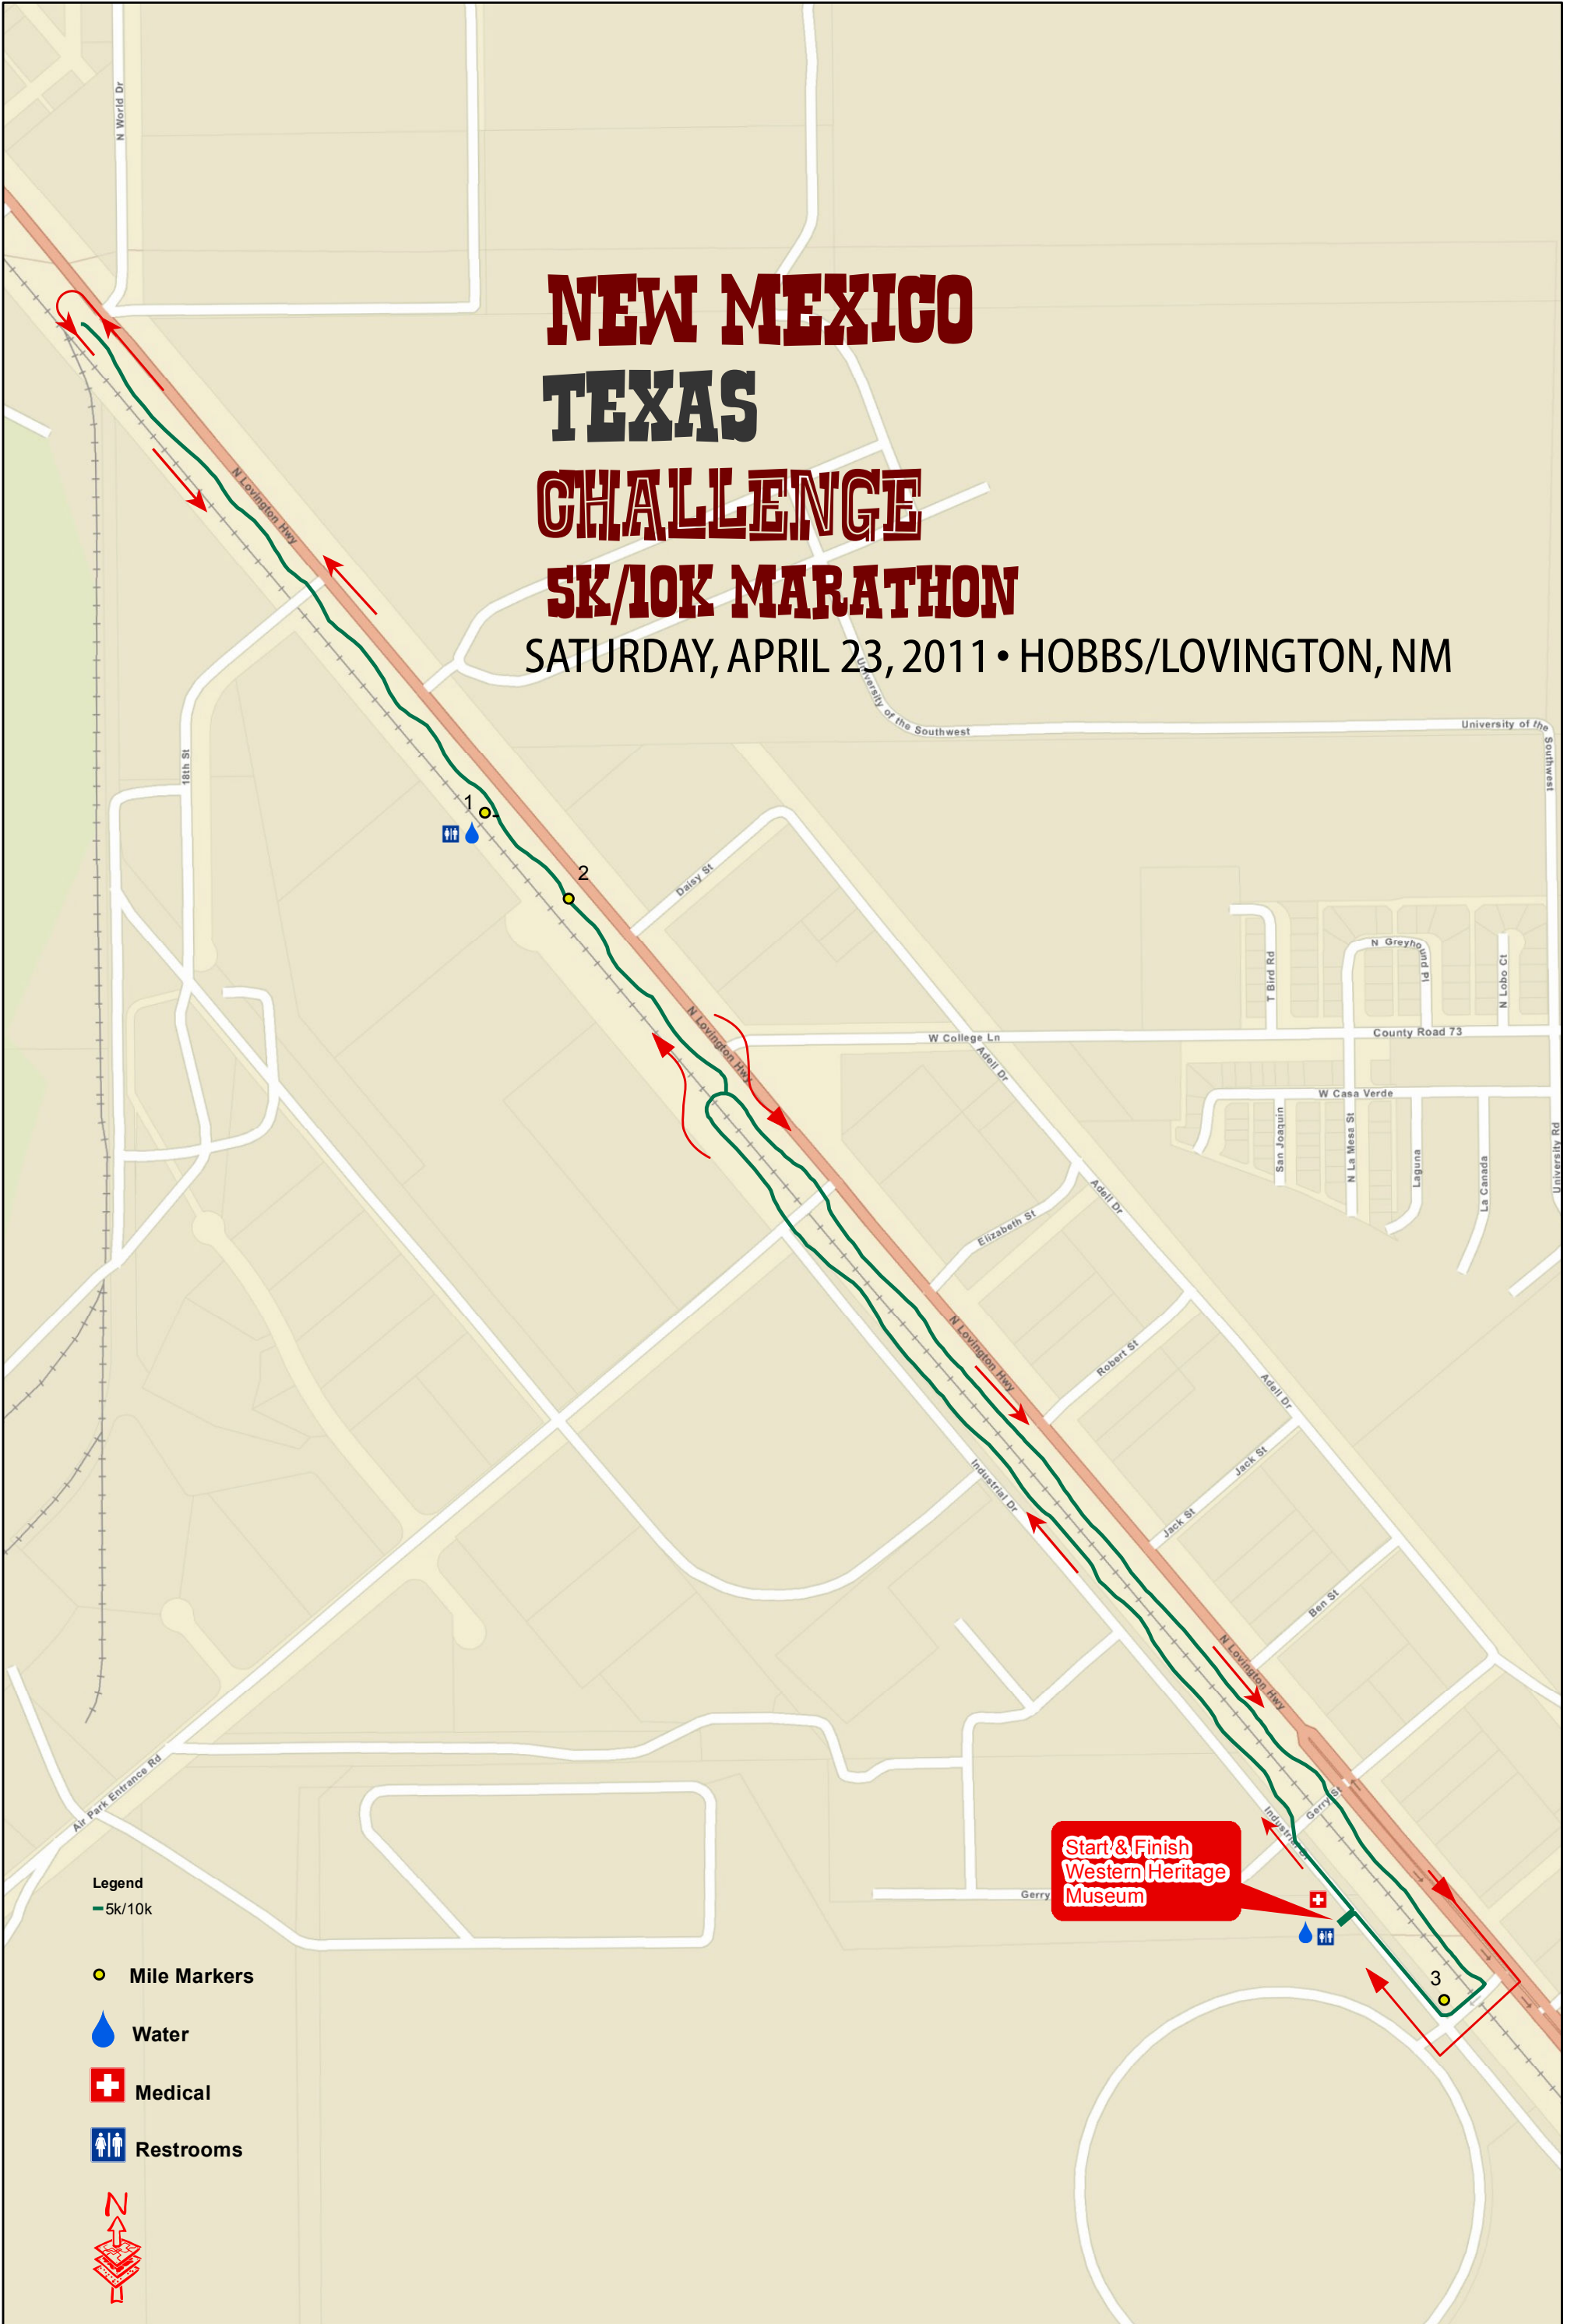 N World Dr
NEW MEXICO
TEXAS
CHALLENGE
5K/10K MARATHON
SATURDAY, APRIL 23, 2011 • HOBBS/LOVINGTON, NM
N Lovington Hwy
University of the Southwest
University of the Southwest
18th St
1
2
Daisy St
N Lovington Hwy
W College Ln
T Bird Rd
N Greyhound Pl
N Lobo Ct
County Road 73
Adell Dr
W Casa Verde
San Joaquin
N La Mesa St
Laguna
La Canada
University Rd
Adell Dr
Elizabeth St
N Lovington Hwy
Robert St
Adell Dr
Jack St
Jack St
Industrial Dr
Ben St
N Lovington Hwy
Air Park Entrance Rd
Gerry St
Industrial Dr
Start & Finish
Western Heritage
Museum
Gerry
3
Legend
5k/10k
Mile Markers
Water
Medical
Restrooms
N